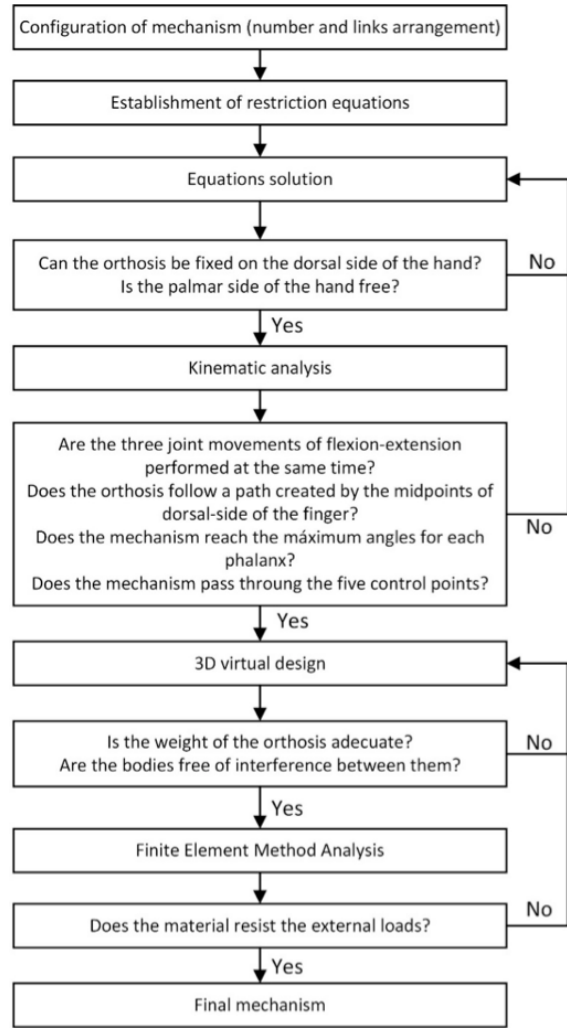 Configuration of mechanism (number and links arrangement)
Establishment of restriction equations
Equations solution
Can the orthosis be fixed on the dorsal side of the hand?
Is the palmar side of the hand free?
No
Yes
Kinematic analysis
Are the three joint movements of flexion-extension
performed at the same time?
Does the orthosis follow a path created by the midpoints of
dorsal-side of the finger?
Does the mechanism reach the máximum angles for each
phalanx?
Does the mechanism pass throung the five control points?
No
Yes
3D virtual design
Is the weight of the orthosis adequate?
Are the bodies free of interference between them?
No
Yes
Finite Element Method Analysis
Does the material resist the external loads?
No
Yes
Final mechanism